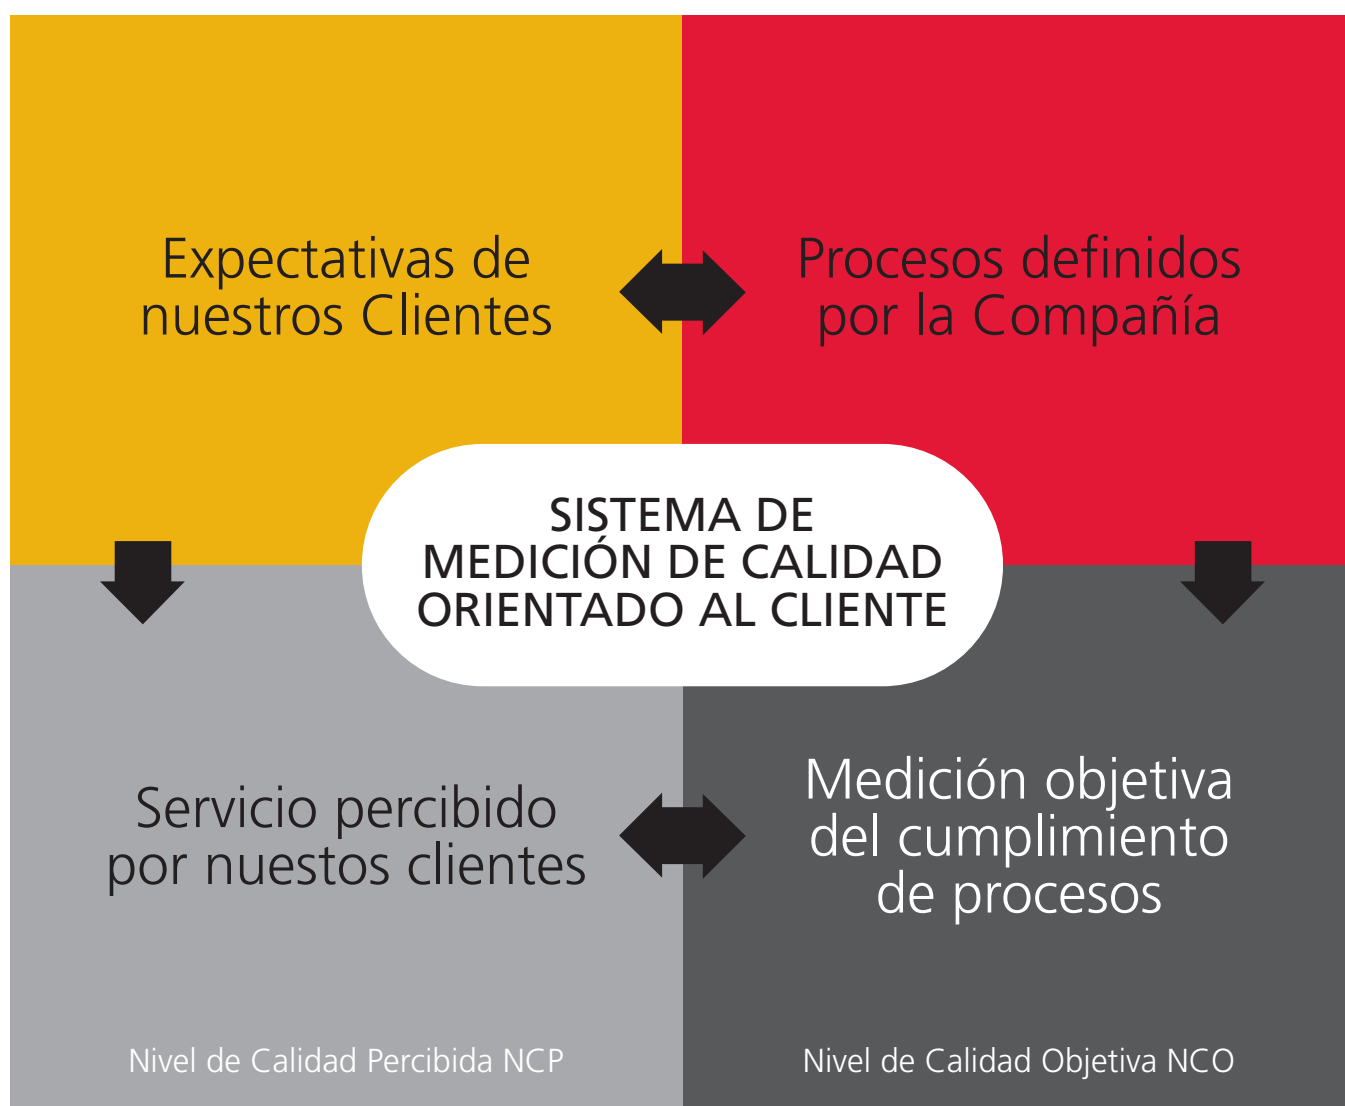 Expectativas de
nuestros Clientes
Procesos definidos
por la Compañía
SISTEMA DE
MEDICIÓN DE CALIDAD
ORIENTADO AL CLIENTE
Servicio percibido
por nuestos clientes
Medición objetiva
del cumplimiento
de procesos
Nivel de Calidad Percibida NCP
Nivel de Calidad Objetiva NCO